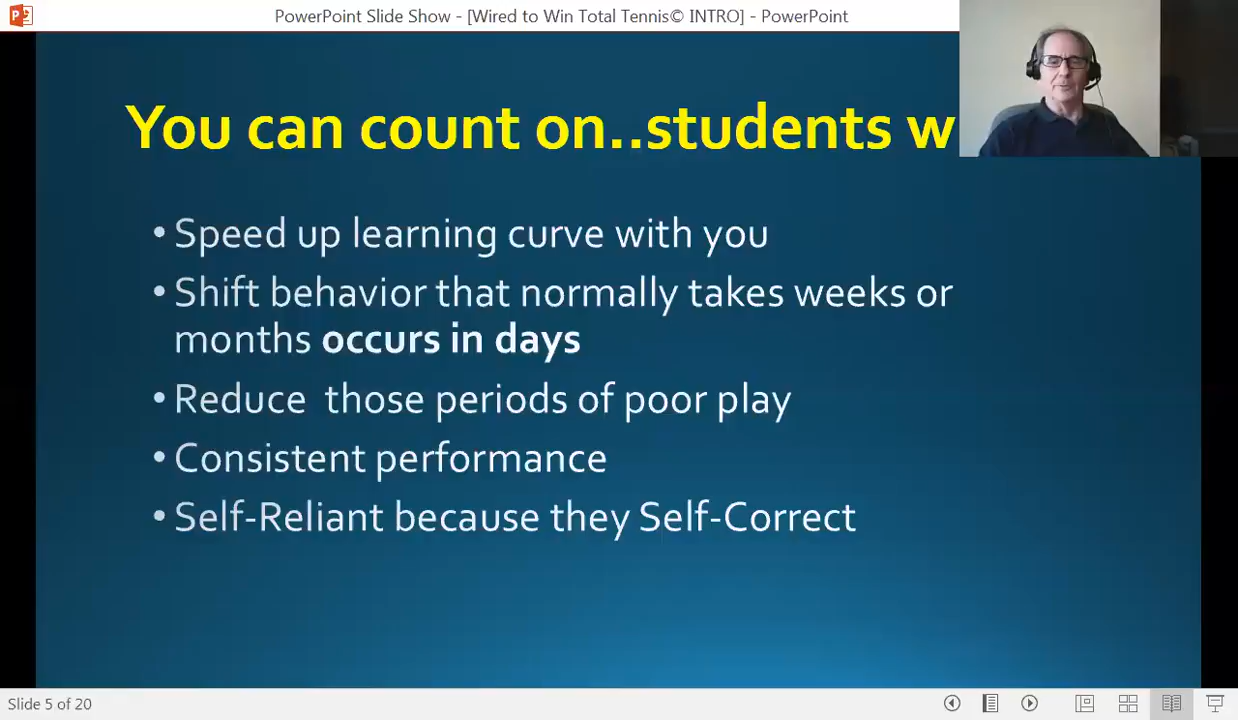 PowerPoint Slide Show - [Wired to Win Total Tennis© INTRO] - PowerPoint
You can count on..students w
• Speed up learning curve with you
• Shift behavior that normally takes weeks or
months occurs in days
• Reduce those periods of poor play
• Consistent performance
• Self-Reliant because they Self-Correct
Slide 5 of 20